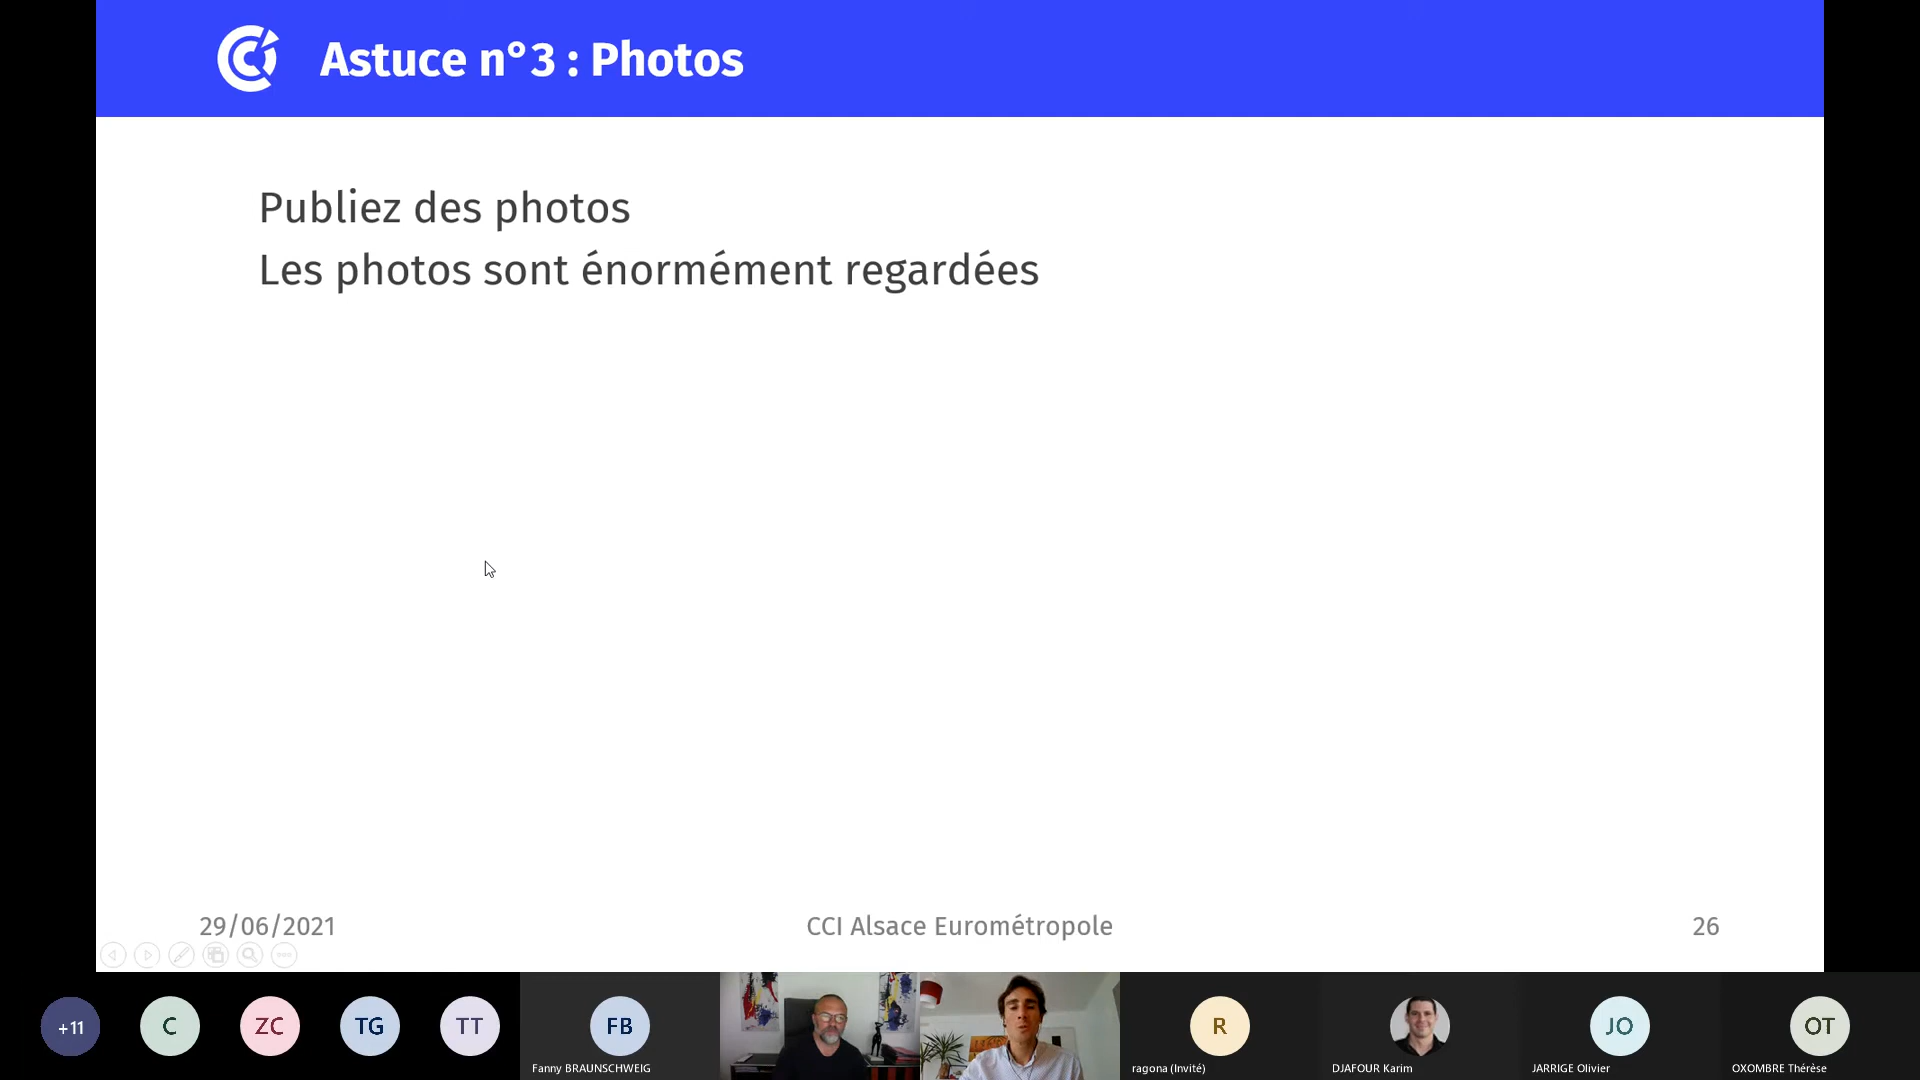 Astuce n°3 : Photos
Publiez des photos
Les photos sont énormément regardées
29/06/2021
CCI Alsace Eurométropole
26
+11
C
ZC
TG
TT
FB
Fanny BRAUNSCHWEIG
R
ragona (Invité)
DJAFOUR Karim
JO
JARRIGE Olivier
OT
OXOMBRE Thérèse